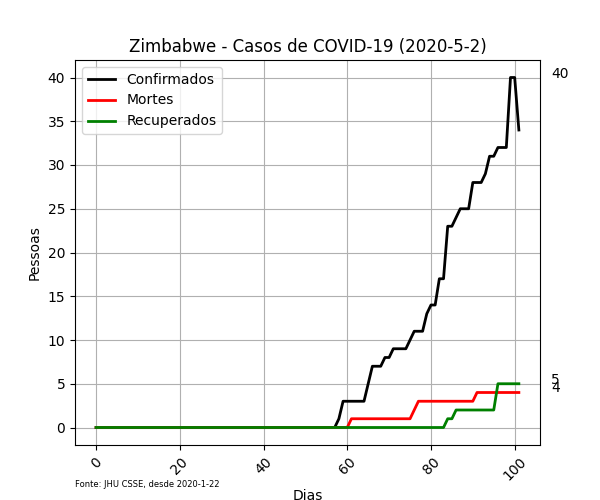 Zimbabwe - Casos de COVID-19 (2020-5-2)
Confirmados
Mortes
Recuperados
Pessoas
40
35
30
25
20
15
10
5
0
40
5
4
0
20
40
60
80
100
Dias
Fonte: JHU CSSE, desde 2020-1-22